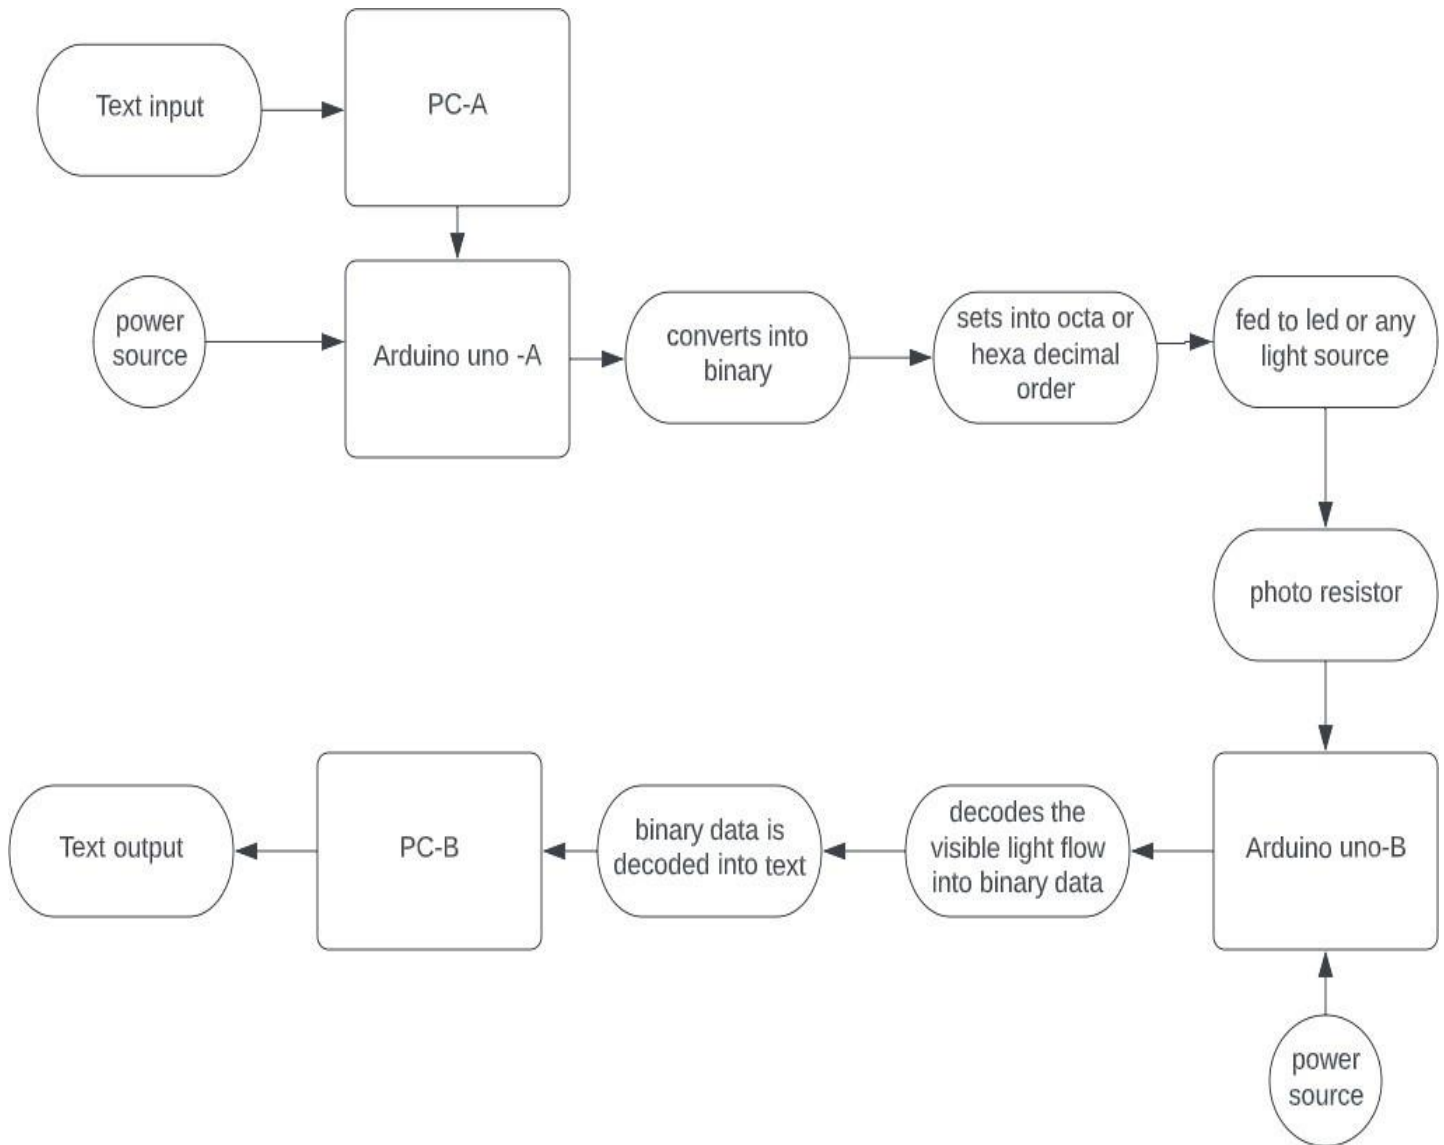 Text input
PC-A
power
source
Arduino uno -A
converts into
binary
sets into octa or
hexa decimal
order
fed to led or any
light source
photo resistor
Arduino uno-B
power
source
decodes the
visible light flow
into binary data
binary data is
decoded into text
PC-B
Text output